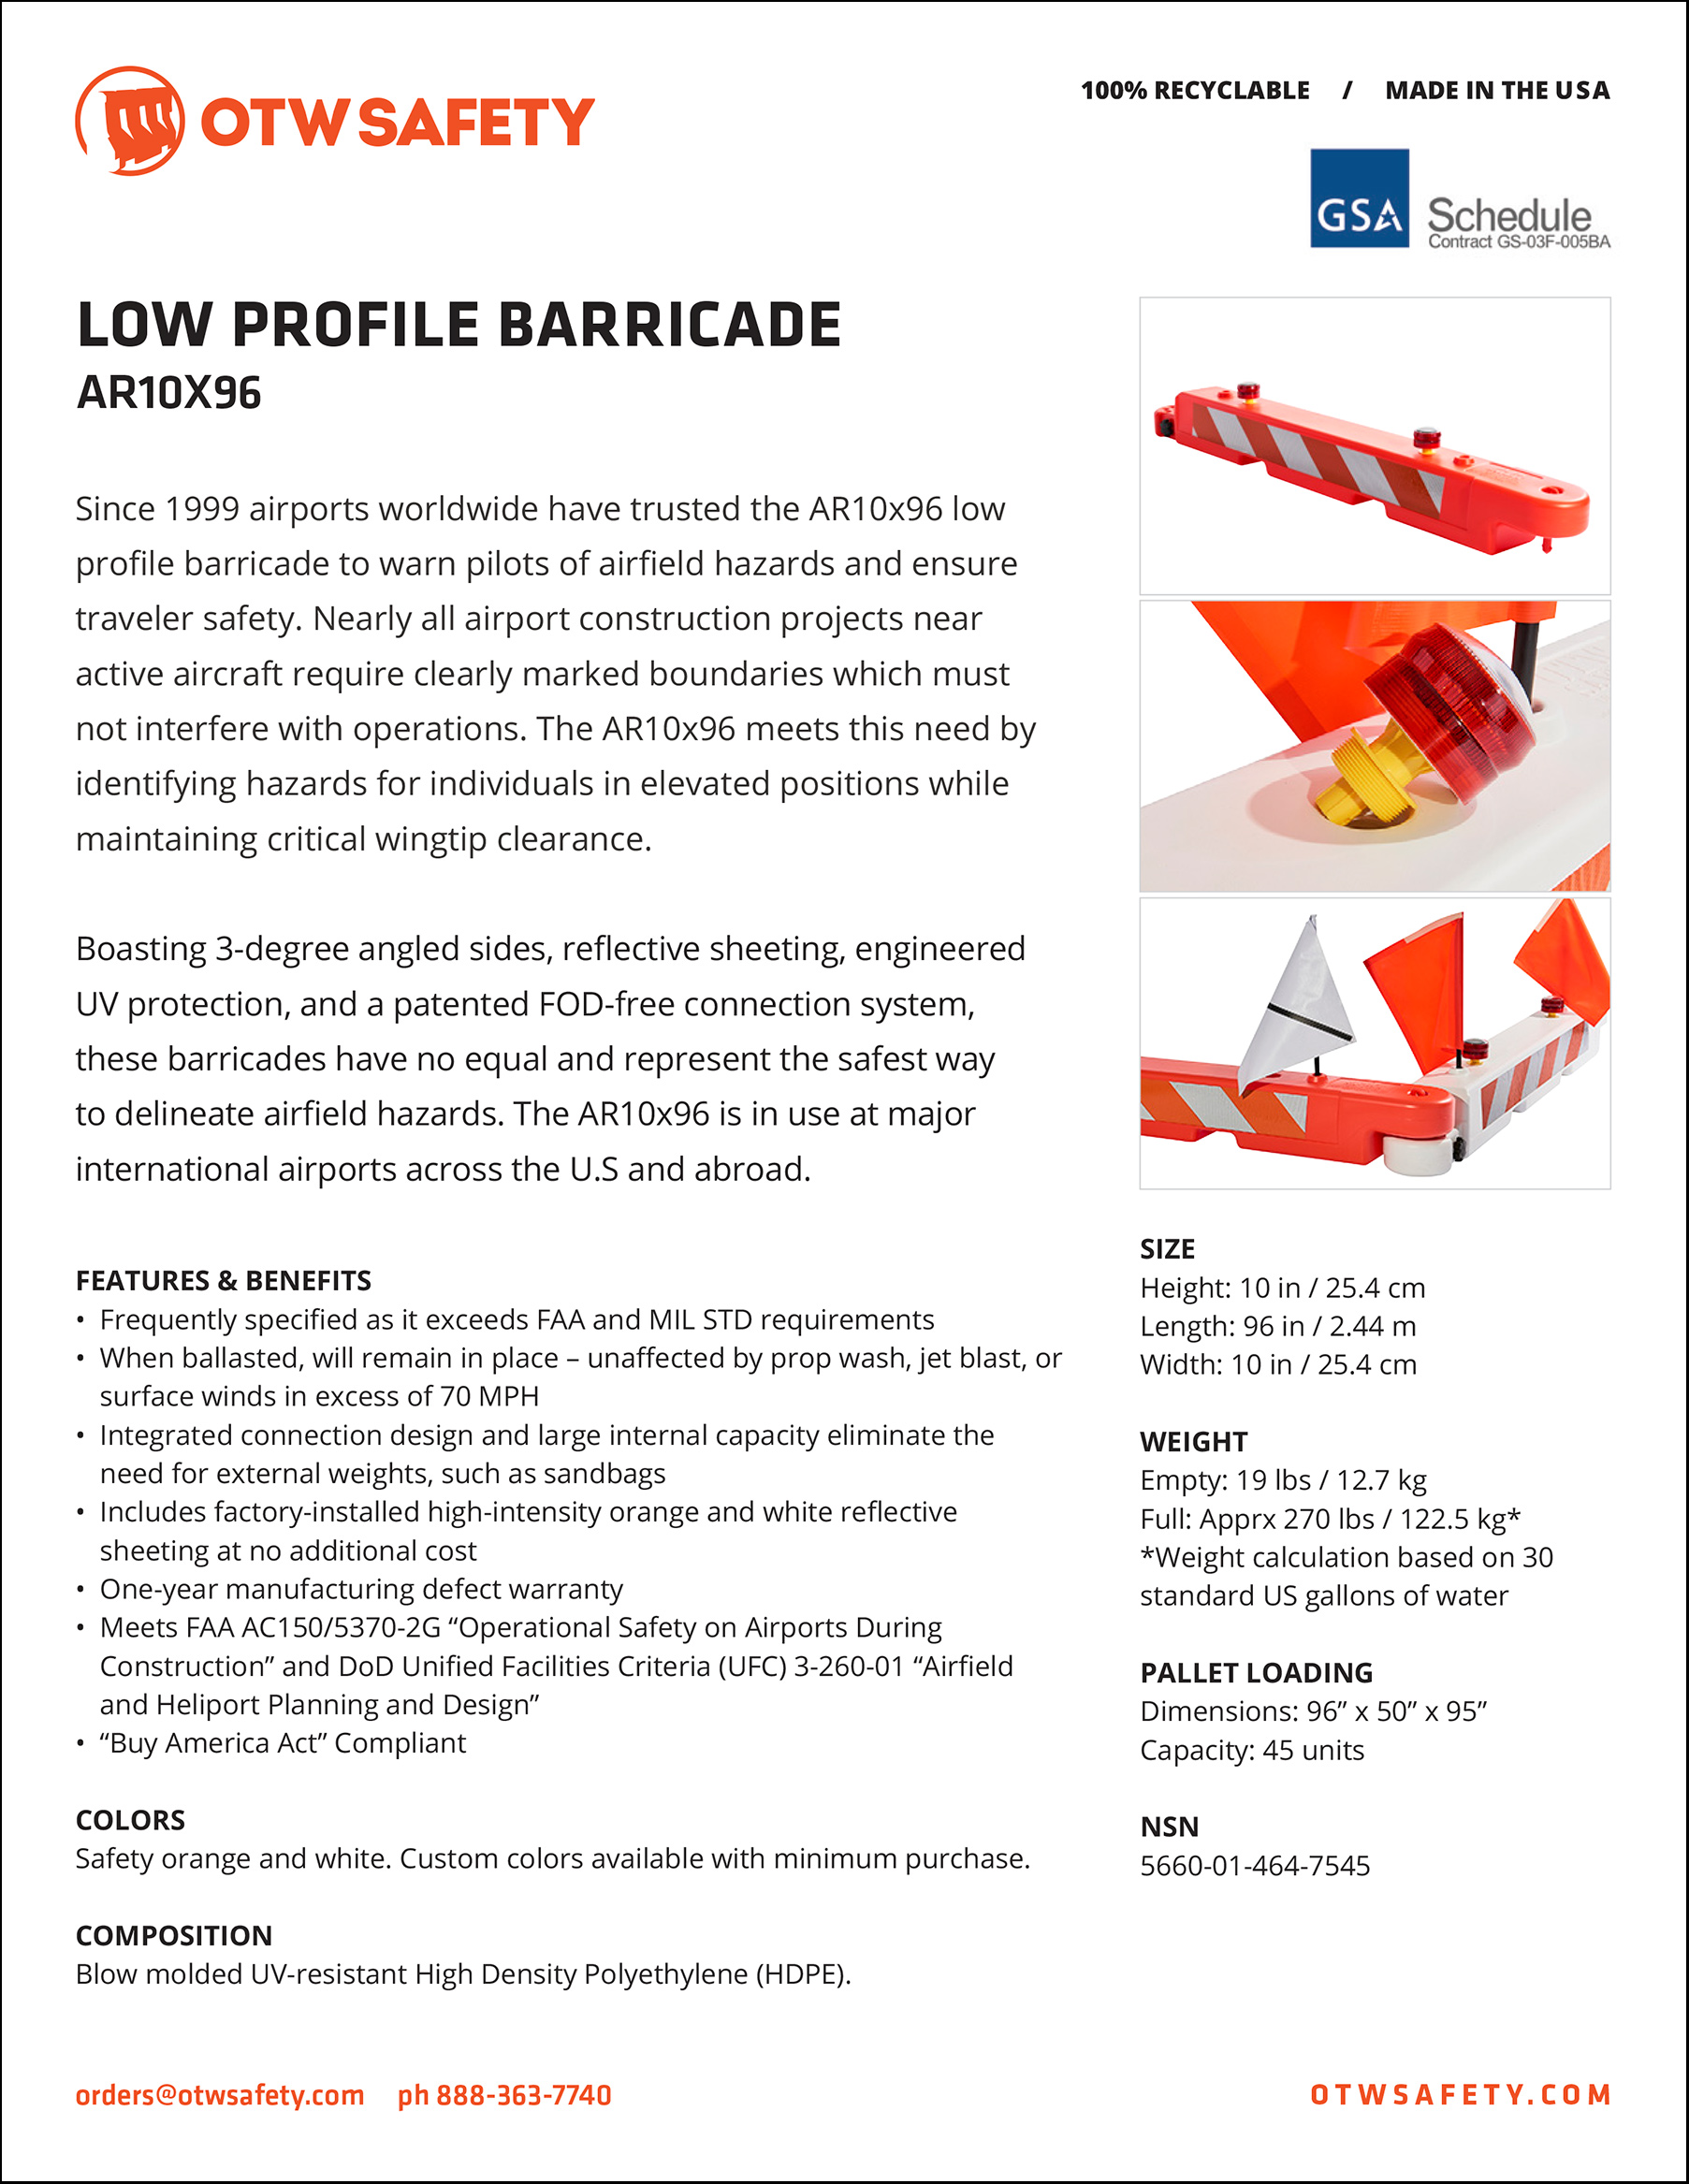 OTW SAFETY
100% RECYCLABLE / MADE IN THE USA
GSA Schedule
Contract GS-03F-005BA
LOW PROFILE BARRICADE
AR10X96
Since 1999 airports worldwide have trusted the AR10x96 low
profile barricade to warn pilots of airfield hazards and ensure
traveler safety. Nearly all airport construction projects near
active aircraft require clearly marked boundaries which must
not interfere with operations. The AR10x96 meets this need by
identifying hazards for individuals in elevated positions while
maintaining critical wingtip clearance.
Boasting 3-degree angled sides, reflective sheeting, engineered
UV protection, and a patented FOD-free connection system,
these barricades have no equal and represent the safest way
to delineate airfield hazards. The AR10x96 is in use at major
international airports across the U.S and abroad.
FEATURES & BENEFITS
• Frequently specified as it exceeds FAA and MIL STD requirements
• When ballasted, will remain in place – unaffected by prop wash, jet blast, or
surface winds in excess of 70 MPH
• Integrated connection design and large internal capacity eliminate the
need for external weights, such as sandbags
• Includes factory-installed high-intensity orange and white reflective
sheeting at no additional cost
• One-year manufacturing defect warranty
• Meets FAA AC150/5370-2G “Operational Safety on Airports During
Construction” and DoD Unified Facilities Criteria (UFC) 3-260-01 “Airfield
and Heliport Planning and Design”
• “Buy America Act” Compliant
COLORS
Safety orange and white. Custom colors available with minimum purchase.
COMPOSITION
Blow molded UV-resistant High Density Polyethylene (HDPE).
SIZE
Height: 10 in / 25.4 cm
Length: 96 in / 2.44 m
Width: 10 in / 25.4 cm
WEIGHT
Empty: 19 lbs / 12.7 kg
Full: Apprx 270 lbs / 122.5 kg*
*Weight calculation based on 30
standard US gallons of water
PALLET LOADING
Dimensions: 96” x 50” x 95”
Capacity: 45 units
NSN
5660-01-464-7545
orders@otwsafety.com ph 888-363-7740
OTWSAFETY.COM